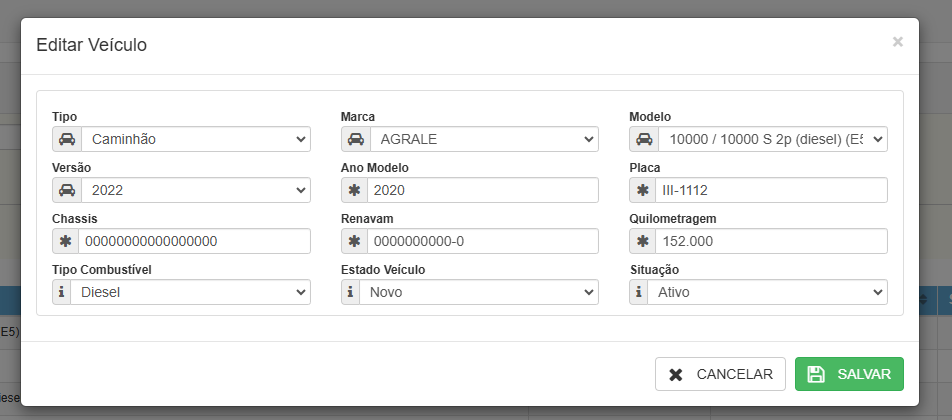 Editar Veículo ×
Tipo Marca Modelo
Caminhão AGRALE 10000 / 10000 S 2p (diesel) (E5
Versão Ano Modelo Placa
2022 2020 III-1112
Chassis Renavam Quilometragem
00000000000000000 0000000000-0 152.000
Tipo Combustível Estado Veículo Situação
Diesel Novo Ativo
E5)
CANCELAR SALVAR